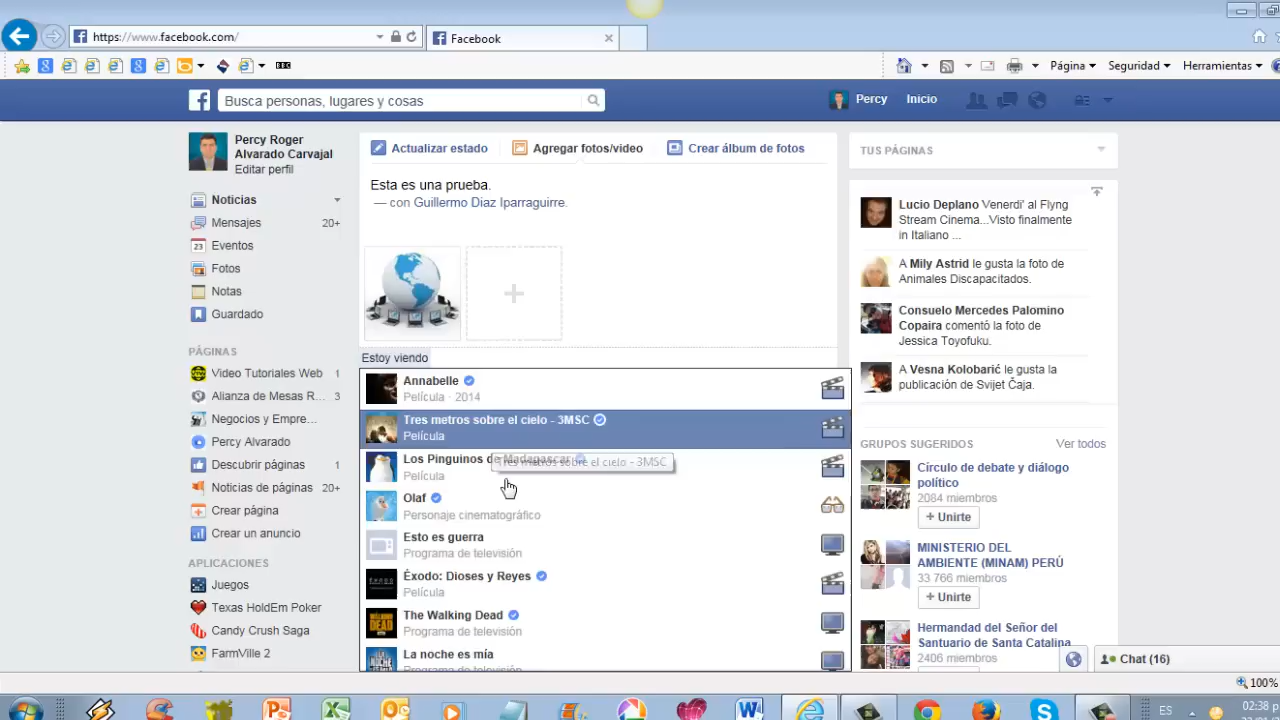 https://www.facebook.com/
Facebook
Página
Seguridad
Herramientas
Busca personas, lugares y cosas
Percy
Inicio
Percy Roger
Alvarado Carvajal
Editar perfil
Noticias
Mensajes 20+
Eventos
Fotos
Notas
Guardado
PÁGINAS
Video Tutoriales Web 1
Alianza de Mesas R... 3
Negocios y Empre...
Percy Alvarado
Descubrir páginas 1
Noticias de páginas 20+
Crear página
Crear un anuncio
APLICACIONES
Juegos
Texas HoldEm Poker
Candy Crush Saga
FarmVille 2
Actualizar estado
Agregar fotos/video
Crear álbum de fotos
Esta es una prueba.
— con Guillermo Diaz Iparraguirre.
Estoy viendo
Annabelle
Película · 2014
Tres metros sobre el cielo - 3MSC
Película
Los Pinguinos de Madagascar
Tres metros sobre el cielo - 3MSC
Película
Olaf
Personaje cinematográfico
Esto es guerra
Programa de televisión
Éxodo: Dioses y Reyes
Película
The Walking Dead
Programa de televisión
La noche es mía
Programa de televisión
TUS PÁGINAS
Lucio Deplano 'Venerdi' al Flyng
Stream Cinema...Visto finalmente
in Italiano ...
A Mily Astrid le gusta la foto de
Animales Discapacitados.
Consuelo Mercedes Palomino
Copaira comentó la foto de
Jessica Toyofuku.
A Vesna Kolobarić le gusta la
publicación de Svijet Čaja.
GRUPOS SUGERIDOS Ver todos
Círculo de debate y diálogo
político
2084 miembros
+ Unirte
MINISTERIO DEL
AMBIENTE (MINAM) PERÚ
33 766 miembros
+ Unirte
Hermandad del Señor del
Santuario de Santa Catalina
2406 miembros
Chat (16)
100%
ES
02:38 p